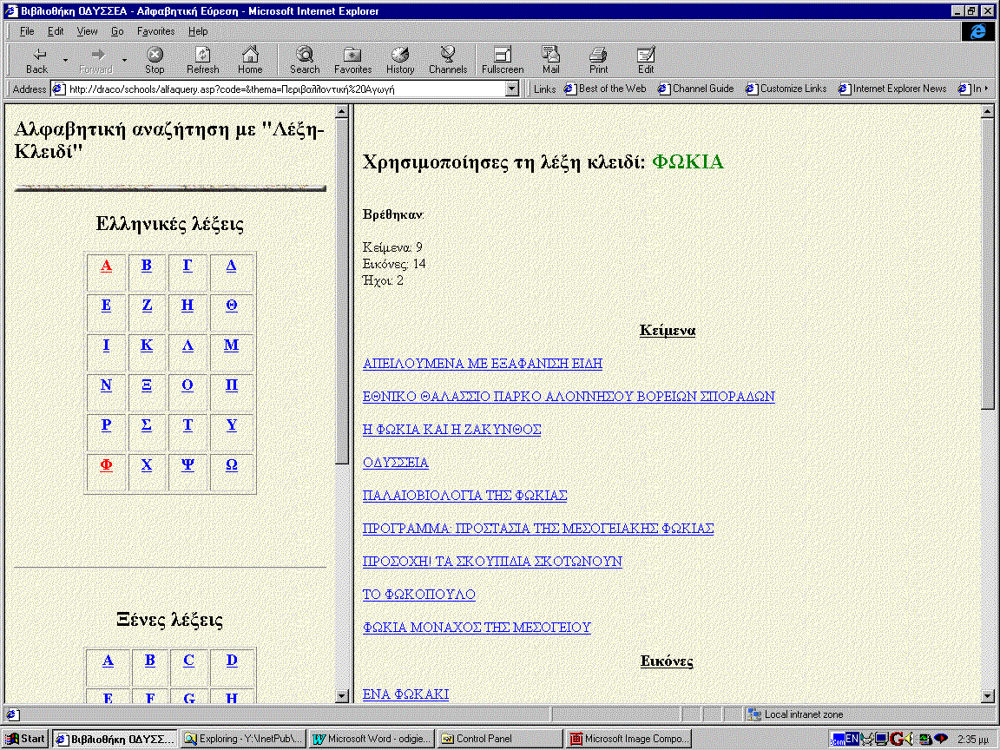 Βιβλιοθήκη ΟΔΥΣΣΕΑ - Αλφαβητική Εύρεση - Microsoft Internet Explorer
File Edit View Go Favorites Help
Back Forward Stop Refresh Home Search Favorites History Channels Fullscreen Mail Print Edit
Address http://draco/schools/alfaquery.asp?code=&thema=Περιβαλλοντική%20Αγωγή Links Best of the Web Channel Guide Customize Links Internet Explorer News In
Αλφαβητική αναζήτηση με "Λέξη-
Κλειδί"
Ελληνικές λέξεις
Α Β Γ Δ
Ε Ζ Η Θ
Ι Κ Λ Μ
Ν Ξ Ο Π
Ρ Σ Τ Υ
Φ Χ Ψ Ω
Ξένες λέξεις
A B C D
E F G H
Χρησιμοποίησες τη λέξη κλειδί: ΦΩΚΙΑ
Βρέθηκαν:
Κείμενα: 9
Εικόνες: 14
Ήχοι: 2
Κείμενα
ΑΠΕΙΛΟΥΜΕΝΑ ΜΕ ΕΞΑΦΑΝΙΣΗ ΕΙΔΗ
ΕΘΝΙΚΟ ΘΑΛΑΣΣΙΟ ΠΑΡΚΟ ΑΛΟΝΝΗΣΟΥ ΒΟΡΕΙΩΝ ΣΠΟΡΑΔΩΝ
Η ΦΩΚΙΑ ΚΑΙ Η ΖΑΚΥΝΘΟΣ
ΟΔΥΣΣΕΙΑ
ΠΑΛΑΙΟΒΙΟΛΟΓΙΑ ΤΗΣ ΦΩΚΙΑΣ
ΠΡΟΓΡΑΜΜΑ: ΠΡΟΣΤΑΣΙΑ ΤΗΣ ΜΕΣΟΓΕΙΑΚΗΣ ΦΩΚΙΑΣ
ΠΡΟΣΟΧΗ! ΤΑ ΣΚΟΥΠΙΔΙΑ ΣΚΟΤΩΝΟΥΝ
ΤΟ ΦΩΚΟΠΟΥΛΟ
ΦΩΚΙΑ ΜΟΝΑΧΟΣ ΤΗΣ ΜΕΣΟΓΕΙΟΥ
Εικόνες
ΕΝΑ ΦΩΚΑΚΙ
Local intranet zone
Start Βιβλιοθήκη ΟΔΥΣΣ... Exploring - Y:\InetPub\... Microsoft Word - odigie... Control Panel Microsoft Image Compo... EN 2:35 μμ